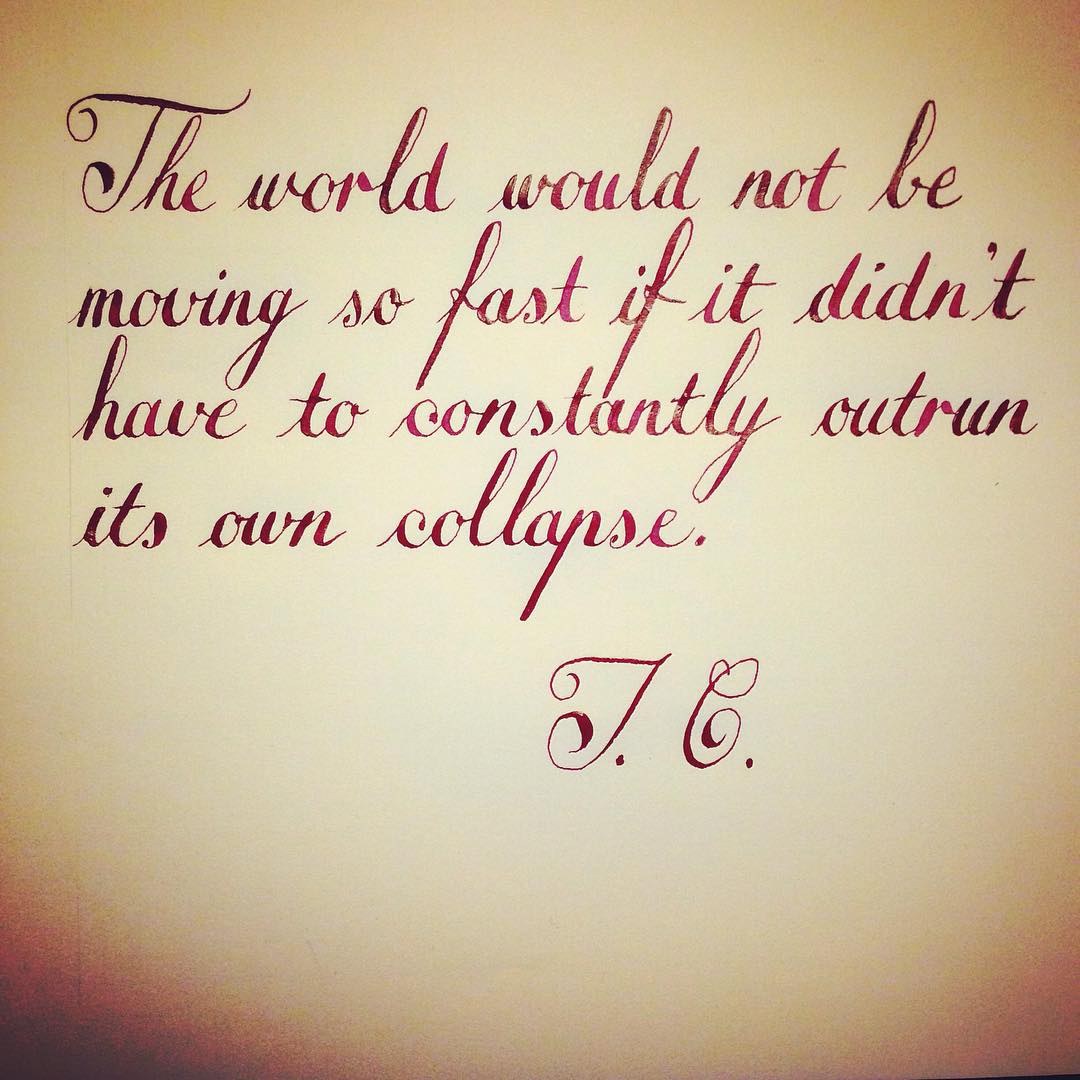 The world would not be
moving so fast if it didn't
have to constantly outrun
its own collapse.
T. C.